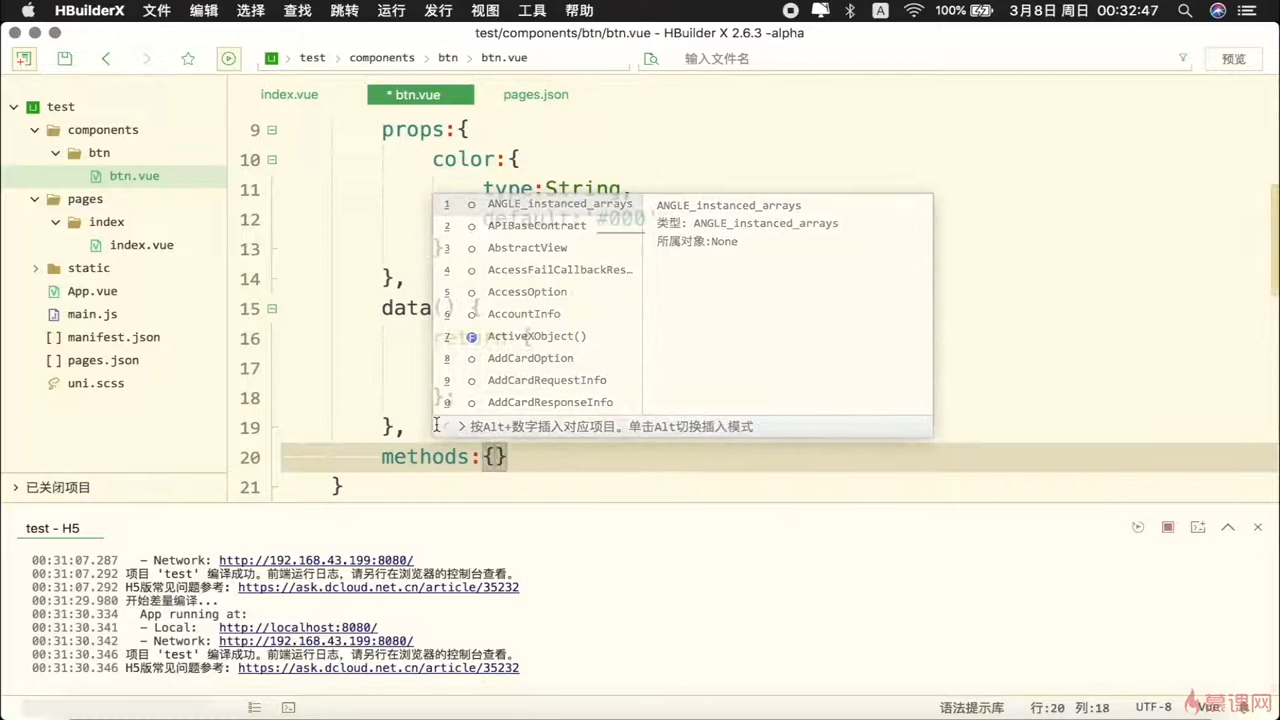 HBuilderX 文件 编辑 选择 查找 跳转 运行 发行 视图 工具 帮助 A 100% 3月8日 周日 00:32:47
test/components/btn/btn.vue - HBuilder X 2.6.3 -alpha
test components btn btn.vue 输入文件名 预览
test
components
btn
btn.vue
pages
index
index.vue
static
App.vue
main.js
manifest.json
pages.json
uni.scss
已关闭项目
index.vue * btn.vue pages.json
9 props:{
10 color:{
11 type:String,
12 default:'#000'
13 }
14 },
15 data() {
16 return {
17
18 };
19 },
20 methods:{}
21 }
1 ANGLE_instanced_arrays
2 APIBaseContract
3 AbstractView
4 AccessFailCallbackRes…
5 AccessOption
6 AccountInfo
7 ActiveXObject()
8 AddCardOption
9 AddCardRequestInfo
0 AddCardResponseInfo
ANGLE_instanced_arrays
类型: ANGLE_instanced_arrays
所属对象:None
按Alt+数字插入对应项目。单击Alt切换插入模式
test - H5
00:31:07.287 - Network: http://192.168.43.199:8080/
00:31:07.292 项目 'test' 编译成功。前端运行日志，请另行在浏览器的控制台查看。
00:31:07.292 H5版常见问题参考: https://ask.dcloud.net.cn/article/35232
00:31:29.980 开始差量编译...
00:31:30.334 App running at:
00:31:30.341 - Local: http://localhost:8080/
00:31:30.342 - Network: http://192.168.43.199:8080/
00:31:30.346 项目 'test' 编译成功。前端运行日志，请另行在浏览器的控制台查看。
00:31:30.346 H5版常见问题参考: https://ask.dcloud.net.cn/article/35232
语法提示库 行:20 列:18 UTF-8 Vue
慕课网